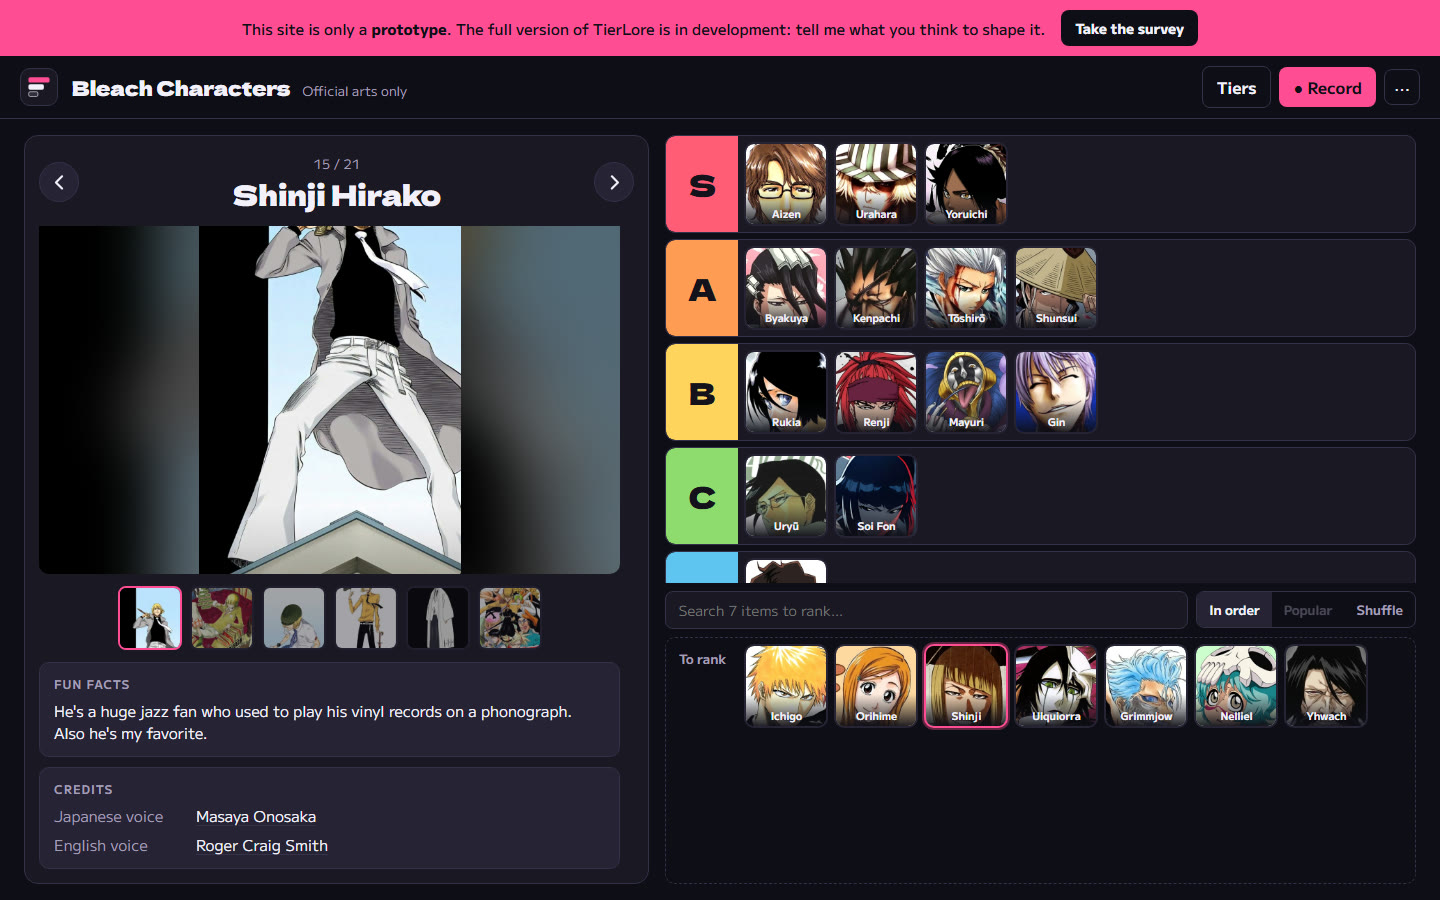 This site is only a prototype. The full version of TierLore is in development: tell me what you think to shape it.
Take the survey
Bleach Characters
Official arts only
Tiers
● Record
...
15 / 21
Shinji Hirako
FUN FACTS
He's a huge jazz fan who used to play his vinyl records on a phonograph.
Also he's my favorite.
CREDITS
Japanese voice Masaya Onosaka
English voice Roger Craig Smith
S
Aizen
Urahara
Yoruichi
A
Byakuya
Kenpachi
Tōshirō
Shunsui
B
Rukia
Renji
Mayuri
Gin
C
Uryū
Soi Fon
Search 7 items to rank...
In order
Popular
Shuffle
To rank
Ichigo
Orihime
Shinji
Ulquiorra
Grimmjow
Nelliel
Yhwach